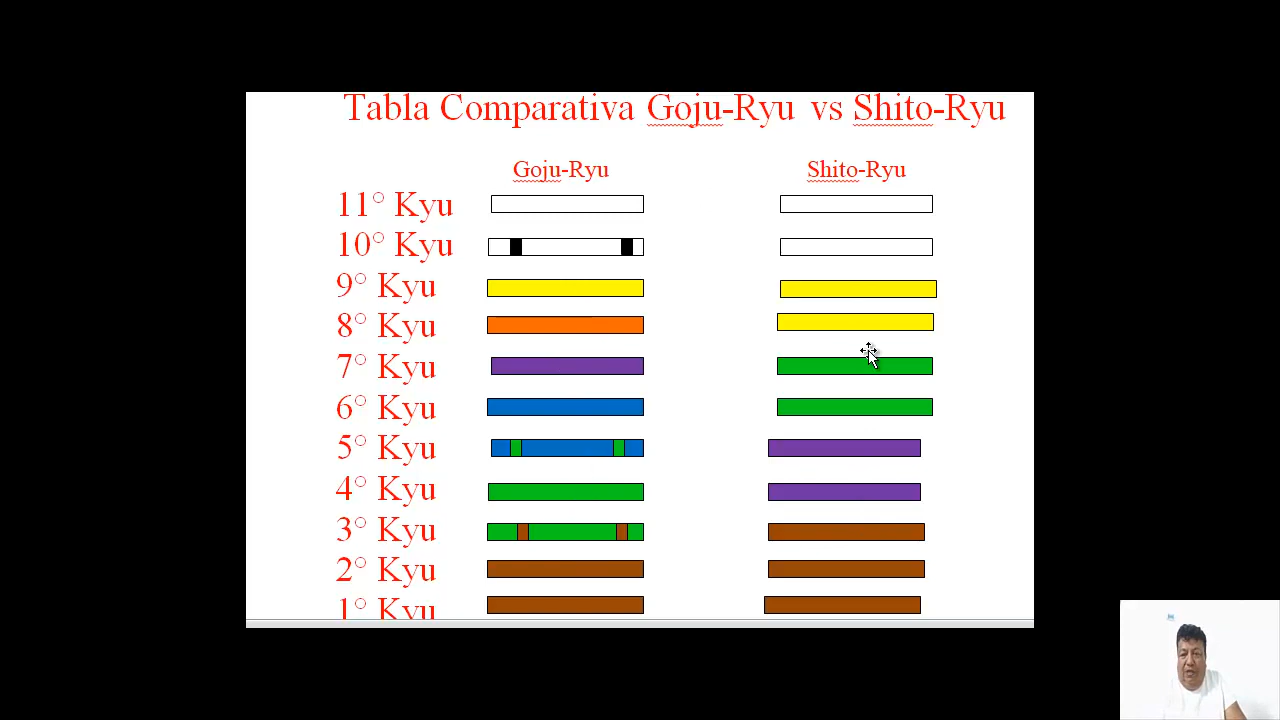 Tabla Comparativa Goju-Ryu vs Shito-Ryu
Goju-Ryu Shito-Ryu
11° Kyu
10° Kyu
9° Kyu
8° Kyu
7° Kyu
6° Kyu
5° Kyu
4° Kyu
3° Kyu
2° Kyu
1° Kyu